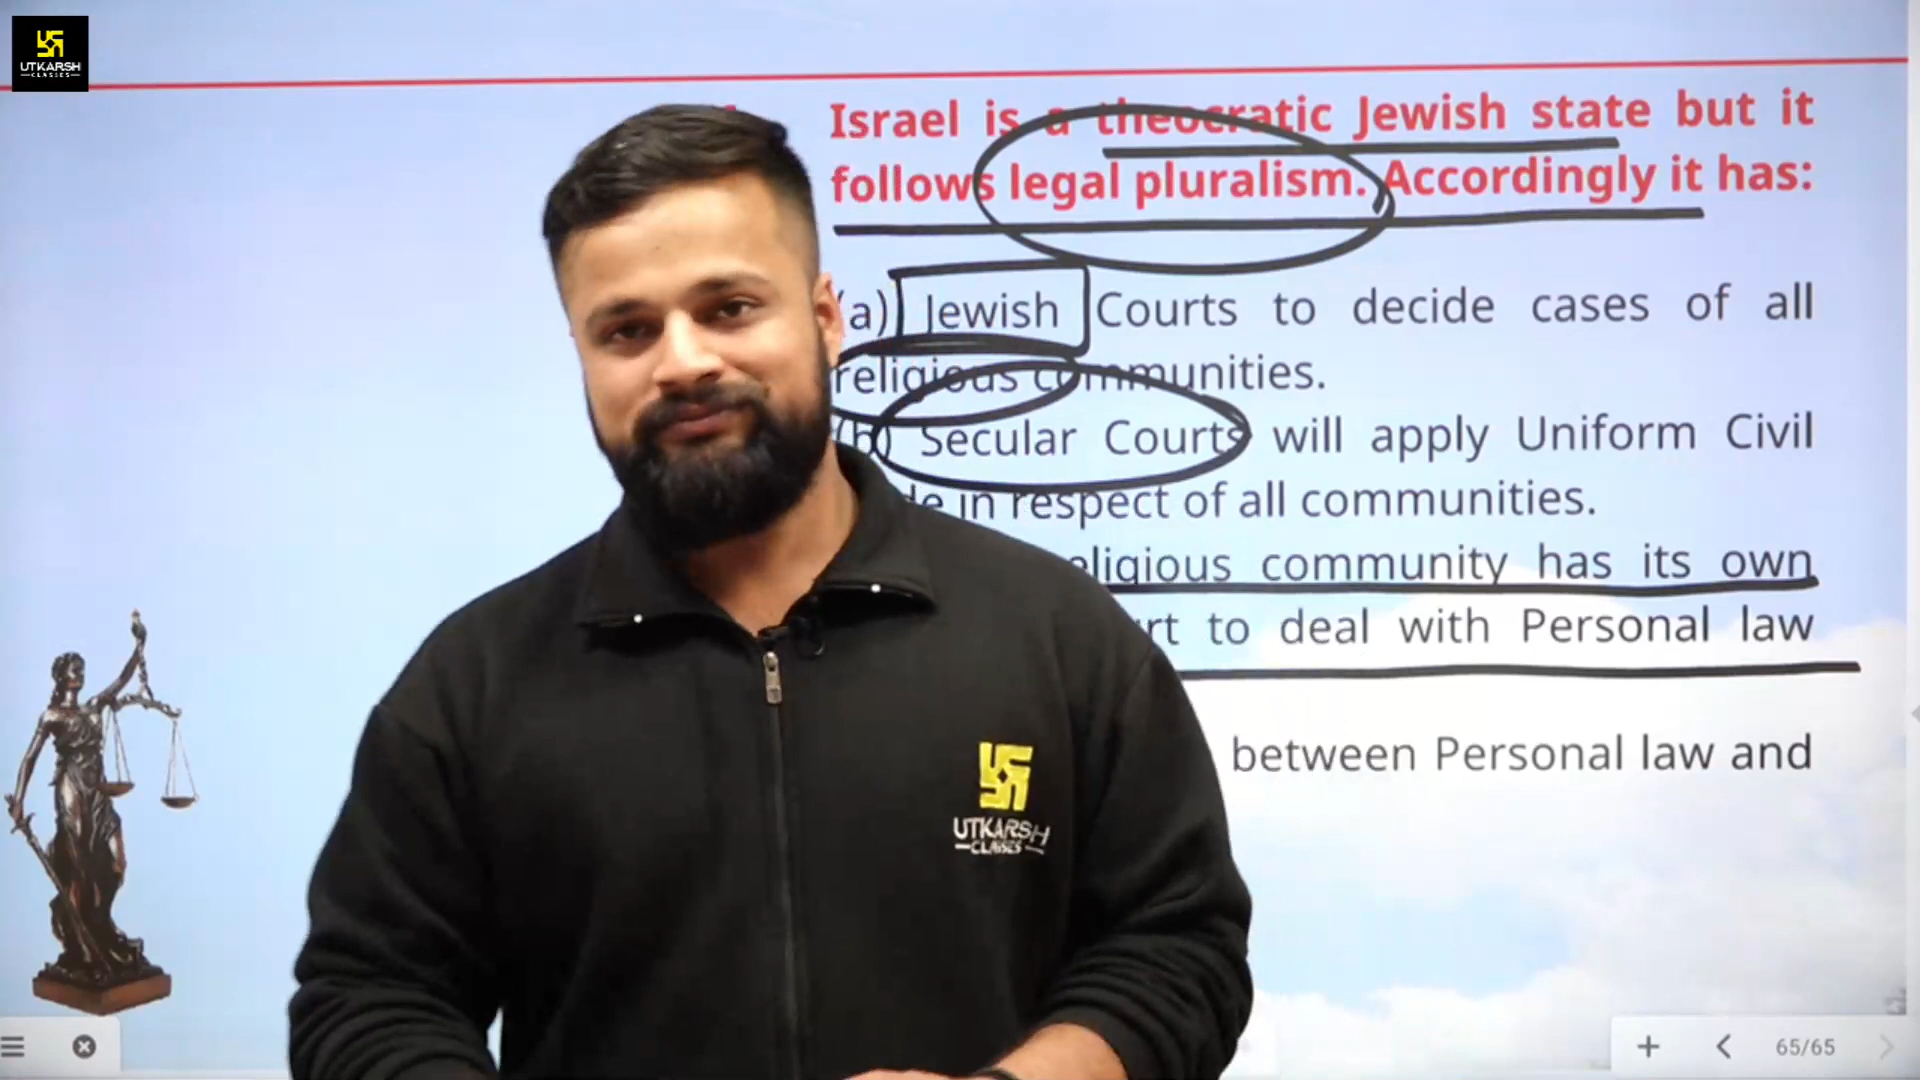 UTKARSH
CLASSES
Israel is a theocratic Jewish state but it
follows legal pluralism. Accordingly it has:
(a) Jewish Courts to decide cases of all
religious communities.
(b) Secular Courts will apply Uniform Civil
in respect of all communities.
community has its own
to deal with Personal law
between Personal law and
UTKARSH
CLASSES
65/65